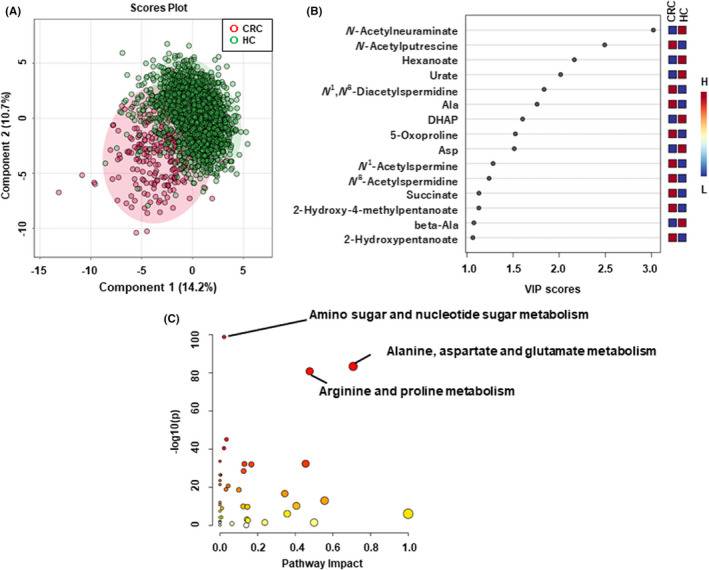 (A)
Scores Plot
CRC
HC
Component 2 (10.7%)
5
0
-5
-10
-15
-10
-5
0
5
Component 1 (14.2%)
(B)
CRC
HC
N-Acetylneuraminate
N-Acetylputrescine
Hexanoate
Urate
N¹,N⁸-Diacetylspermidine
Ala
DHAP
5-Oxoproline
Asp
N¹-Acetylspermine
N⁸-Acetylspermidine
Succinate
2-Hydroxy-4-methylpentanoate
beta-Ala
2-Hydroxypentanoate
H
L
1.0
1.5
2.0
2.5
3.0
VIP scores
(C)
Amino sugar and nucleotide sugar metabolism
Alanine, aspartate and glutamate metabolism
Arginine and proline metabolism
-log10(p)
100
80
60
40
20
0
0.0
0.2
0.4
0.6
0.8
1.0
Pathway Impact